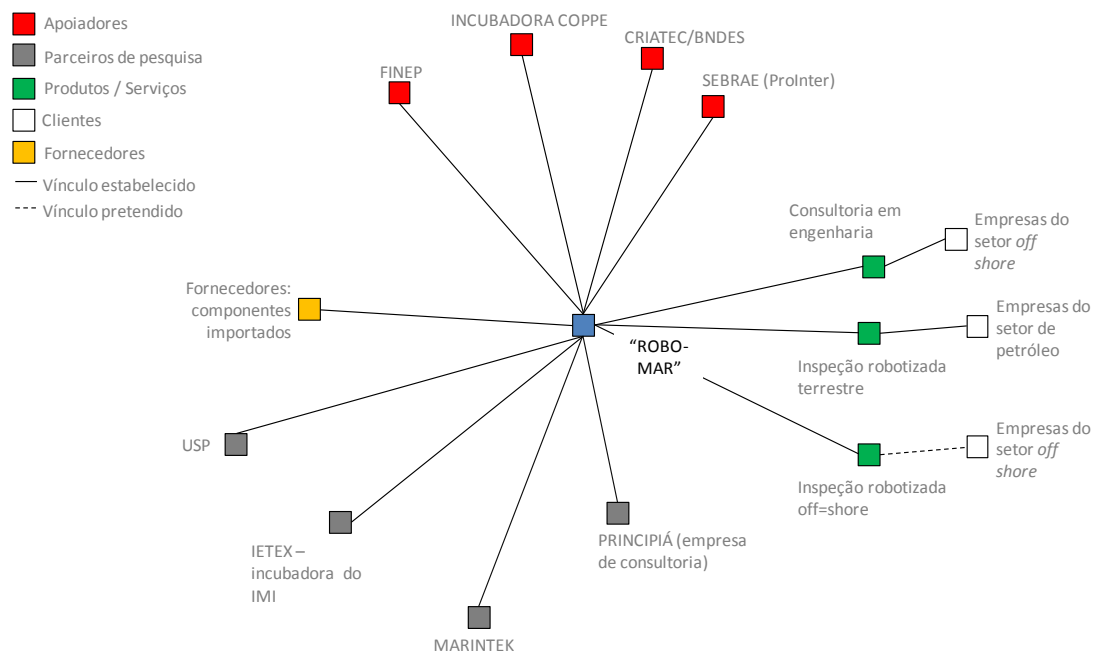 Apoiadores
Parceiros de pesquisa
Produtos / Serviços
Clientes
Fornecedores
Vínculo estabelecido
Vínculo pretendido
INCUBADORA COPPE
CRIATEC/BNDES
FINEP
SEBRAE (ProInter)
Consultoria em
engenharia
Empresas do
setor off
shore
Fornecedores:
componentes
importados
"ROBO-
MAR"
Empresas do
setor de
petróleo
Inspeção robotizada
terrestre
USP
Empresas do
setor off
shore
Inspeção robotizada
off=shore
IETEX –
incubadora do
IMI
PRINCIPIÁ (empresa
de consultoria)
MARINTEK